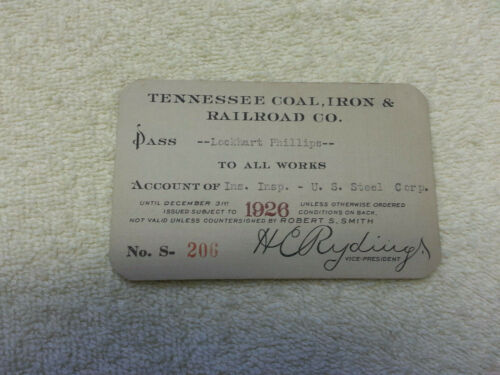 TENNESSEE COAL, IRON &
RAILROAD CO.
PASS --Lockhart Phillips--
TO ALL WORKS
ACCOUNT OF Ins. Insp. - U. S. Steel Corp.
UNTIL DECEMBER 31ST 1926 UNLESS OTHERWISE ORDERED
ISSUED SUBJECT TO CONDITIONS ON BACK.
NOT VALID UNLESS COUNTERSIGNED BY ROBERT S. SMITH
No. S- 206 H C Rydings
VICE-PRESIDENT